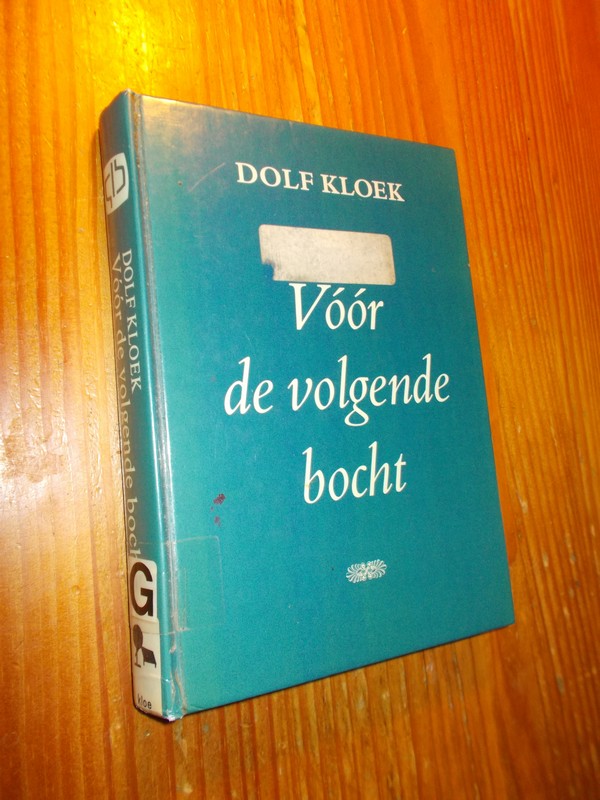 DOLF KLOEK
Vóór
de volgende
bocht
DOLF KLOEK
Vóór de volgende bocht
G
kloe